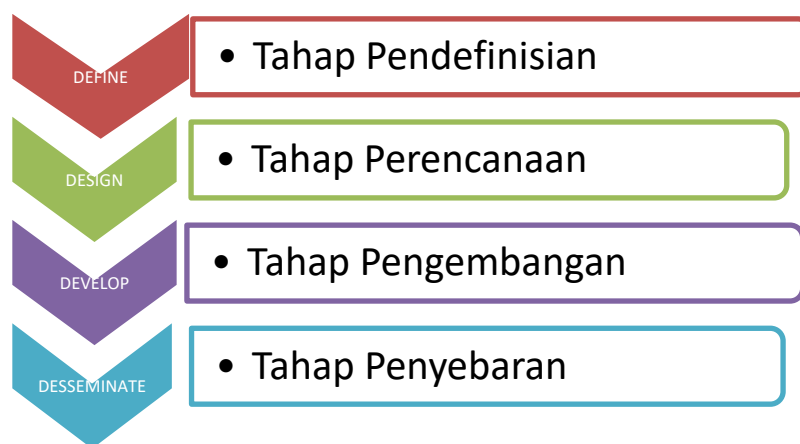 DEFINE
• Tahap Pendefinisian
DESIGN
• Tahap Perencanaan
DEVELOP
• Tahap Pengembangan
DESSEMINATE
• Tahap Penyebaran